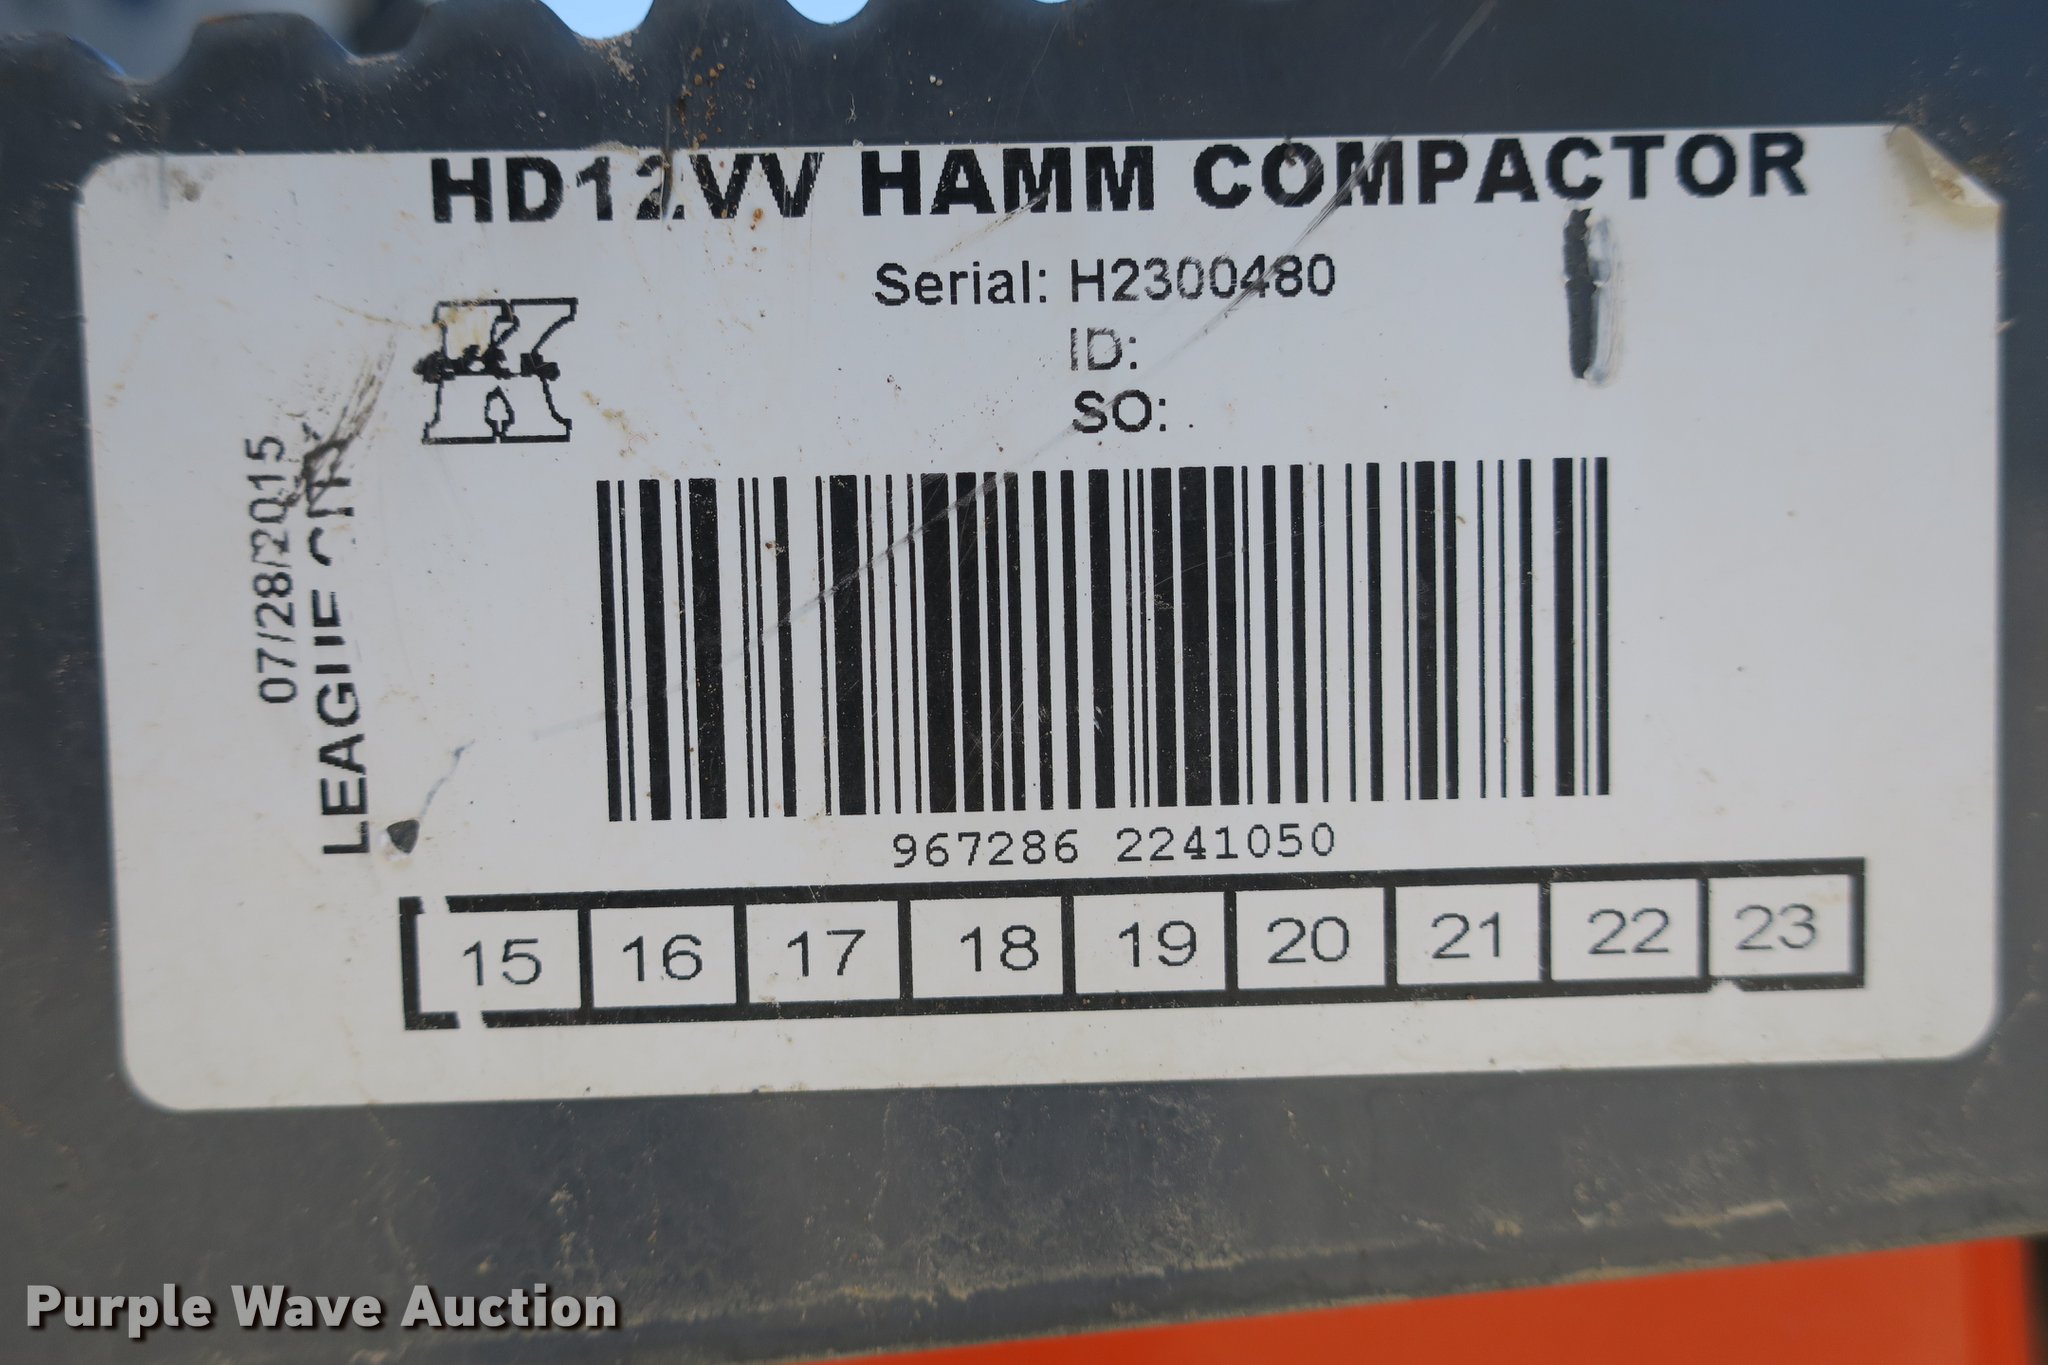 HD12VV HAMM COMPACTOR
Serial: H2300480
ID:
SO:
07/28/2015
LEAGUE
967286 2241050
15 16 17 18 19 20 21 22 23
Purple Wave Auction